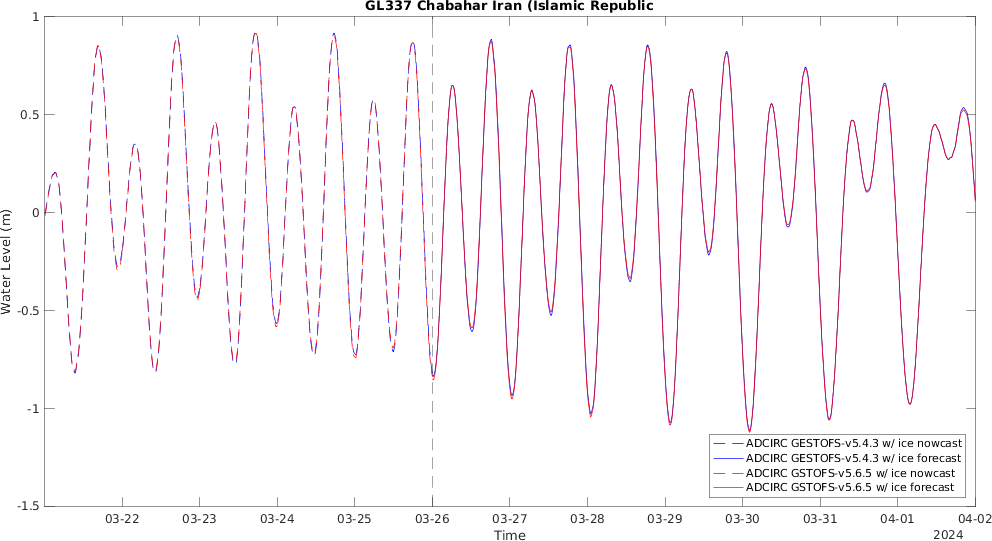 GL337 Chabahar Iran (Islamic Republic
1
0.5
0
-0.5
-1
-1.5
Water Level (m)
ADCIRC GESTOFS-v5.4.3 w/ ice nowcast
ADCIRC GESTOFS-v5.4.3 w/ ice forecast
ADCIRC GSTOFS-v5.6.5 w/ ice nowcast
ADCIRC GSTOFS-v5.6.5 w/ ice forecast
03-22 03-23 03-24 03-25 03-26 03-27 03-28 03-29 03-30 03-31 04-01 04-02
Time
2024